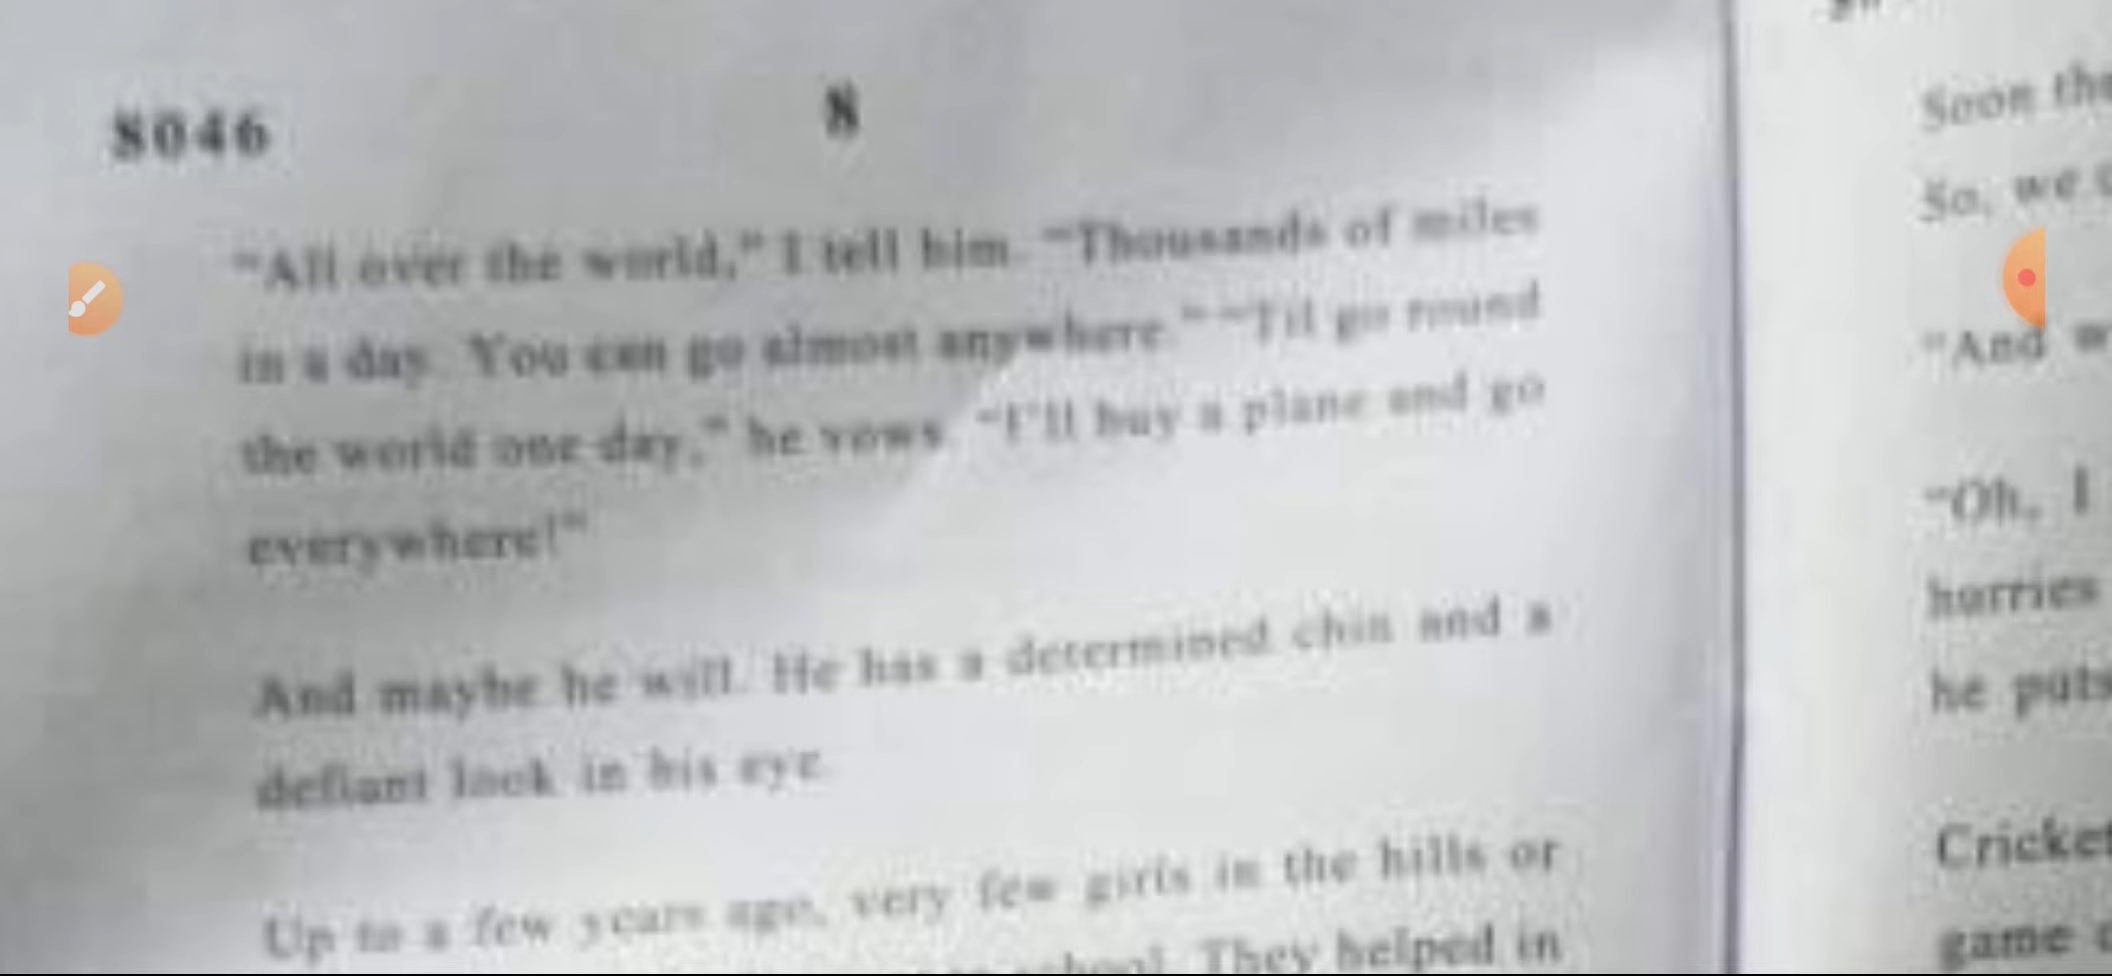 8046
8
"All over the world," I tell him. "Thousands of miles
in a day. You can go almost anywhere." "I'll go round
the world one day," he vows. "I'll buy a plane and go
everywhere!"
And maybe he will. He has a determined chin and a
defiant look in his eye.
Up to a few years ago, very few girls in the hills or
school. They helped in
Soon the
So, we
"And
"Oh, I
hurries
he puts
Cricket
game